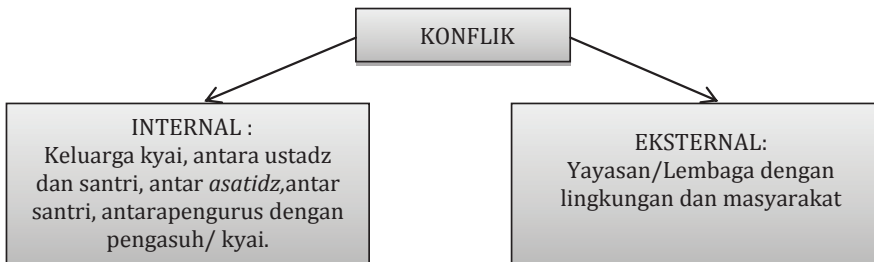 KONFLIK
INTERNAL :
Keluarga kyai, antara ustadz
dan santri, antar asatidz,antar
santri, antarapengurus dengan
pengasuh/ kyai.
EKSTERNAL:
Yayasan/Lembaga dengan
lingkungan dan masyarakat